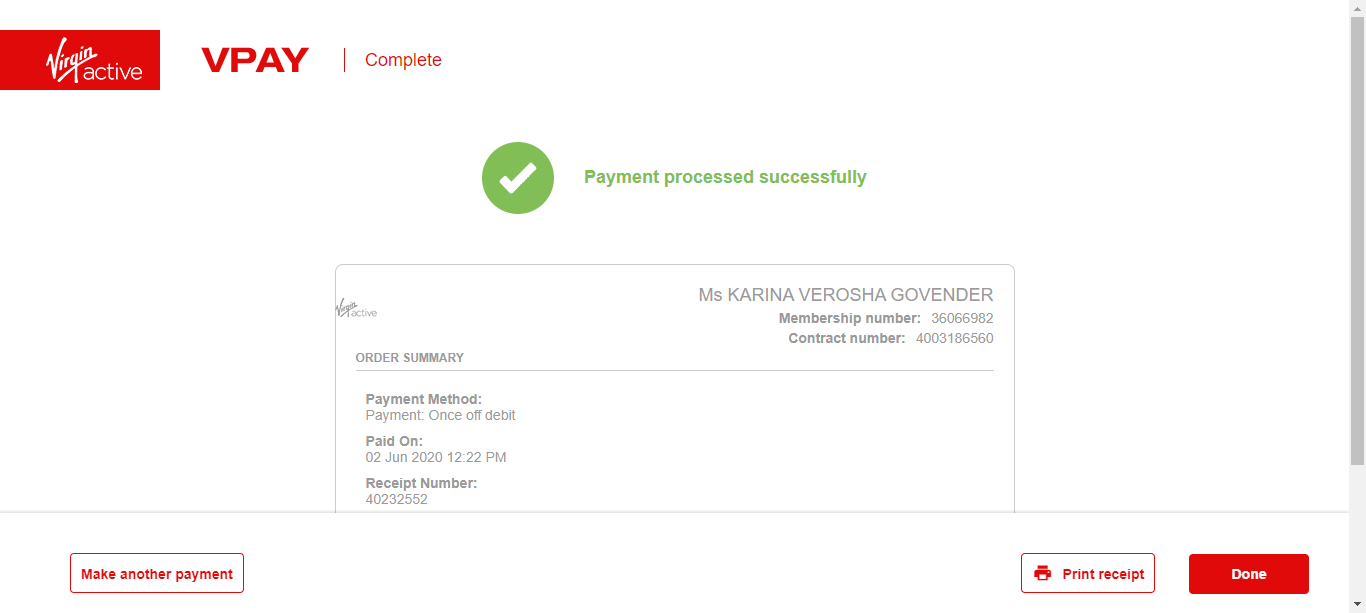 Virgin active
VPAY
Complete
Payment processed successfully
Virgin active
Ms KARINA VEROSHA GOVENDER
Membership number: 36066982
Contract number: 4003186560
ORDER SUMMARY
Payment Method:
Payment: Once off debit
Paid On:
02 Jun 2020 12:22 PM
Receipt Number:
40232552
Make another payment
Print receipt
Done